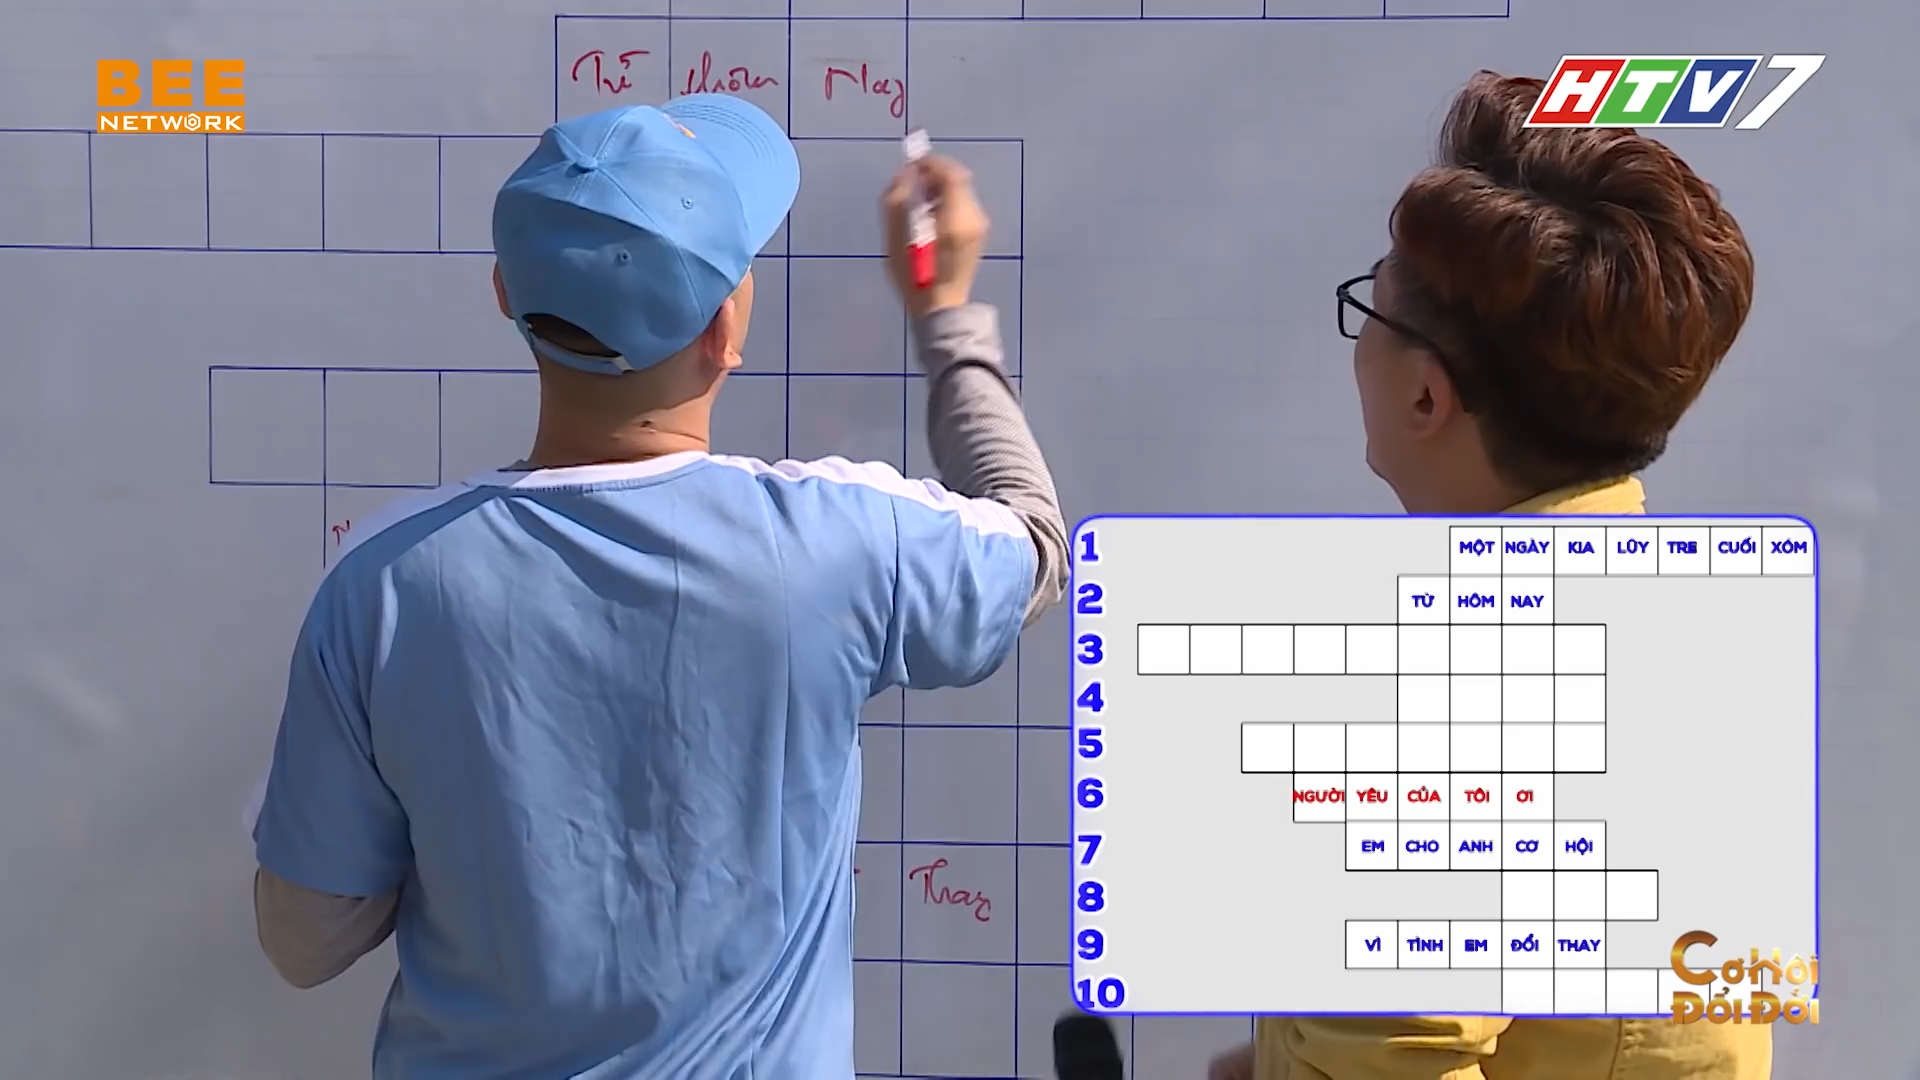 BEE
NETWORK
HTV7
Từ hôm Nay
Thay
1 MỘT NGÀY KIA LŨY TRE CUỐI XÓM
2 TỪ HÔM NAY
3
4
5
6 NGƯỜI YÊU CỦA TÔI ƠI
7 EM CHO ANH CƠ HỘI
8
9 VÌ TÌNH EM ĐỔI THAY
10
CƠ HỘI
ĐỔI ĐỜI